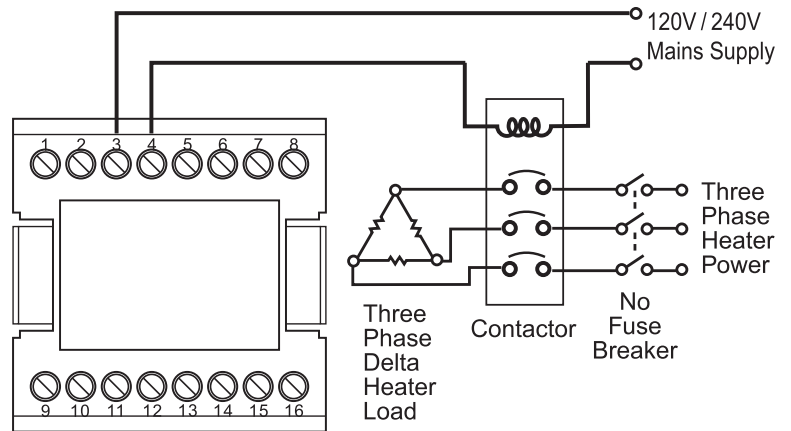 120V / 240V
Mains Supply
1 2 3 4 5 6 7 8
Three
Phase
Heater
Power
Three
Phase
Delta
Heater
Load
Contactor
No
Fuse
Breaker
9 10 11 12 13 14 15 16